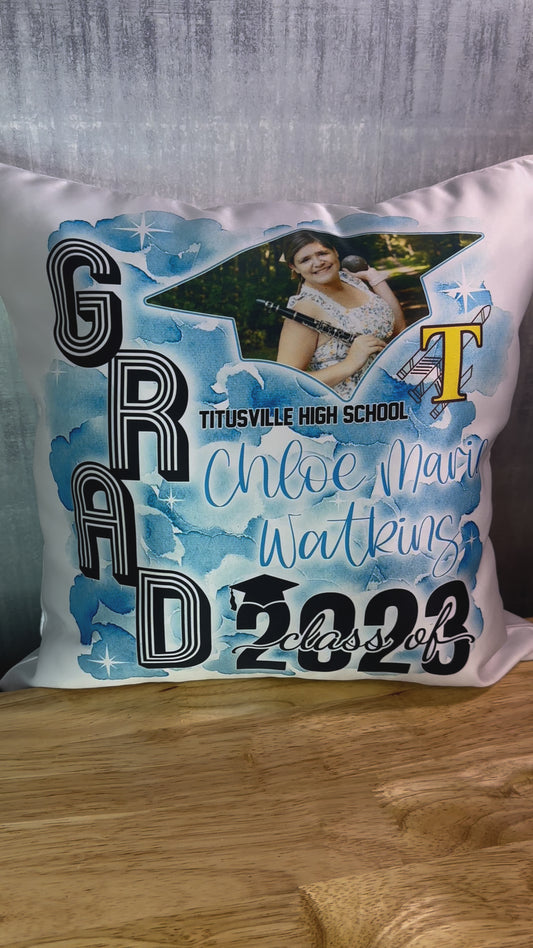 GRAD
T
TITUSVILLE HIGH SCHOOL
Chloe Marie
Watkins
class of
2023